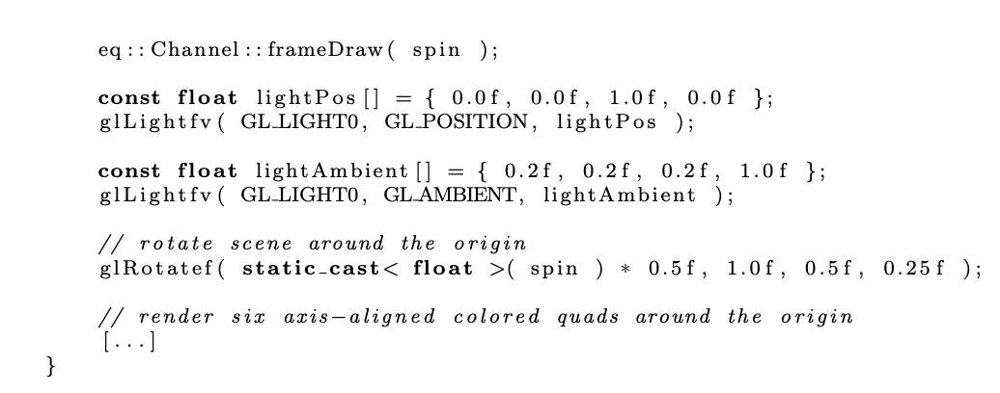 eq::Channel::frameDraw( spin );
const float lightPos[] = { 0.0f, 0.0f, 1.0f, 0.0f };
glLightfv( GL_LIGHT0, GL_POSITION, lightPos );
const float lightAmbient[] = { 0.2f, 0.2f, 0.2f, 1.0f };
glLightfv( GL_LIGHT0, GL_AMBIENT, lightAmbient );
// rotate scene around the origin
glRotatef( static_cast< float >( spin ) * 0.5f, 1.0f, 0.5f, 0.25f );
// render six axis−aligned colored quads around the origin
[...]
}